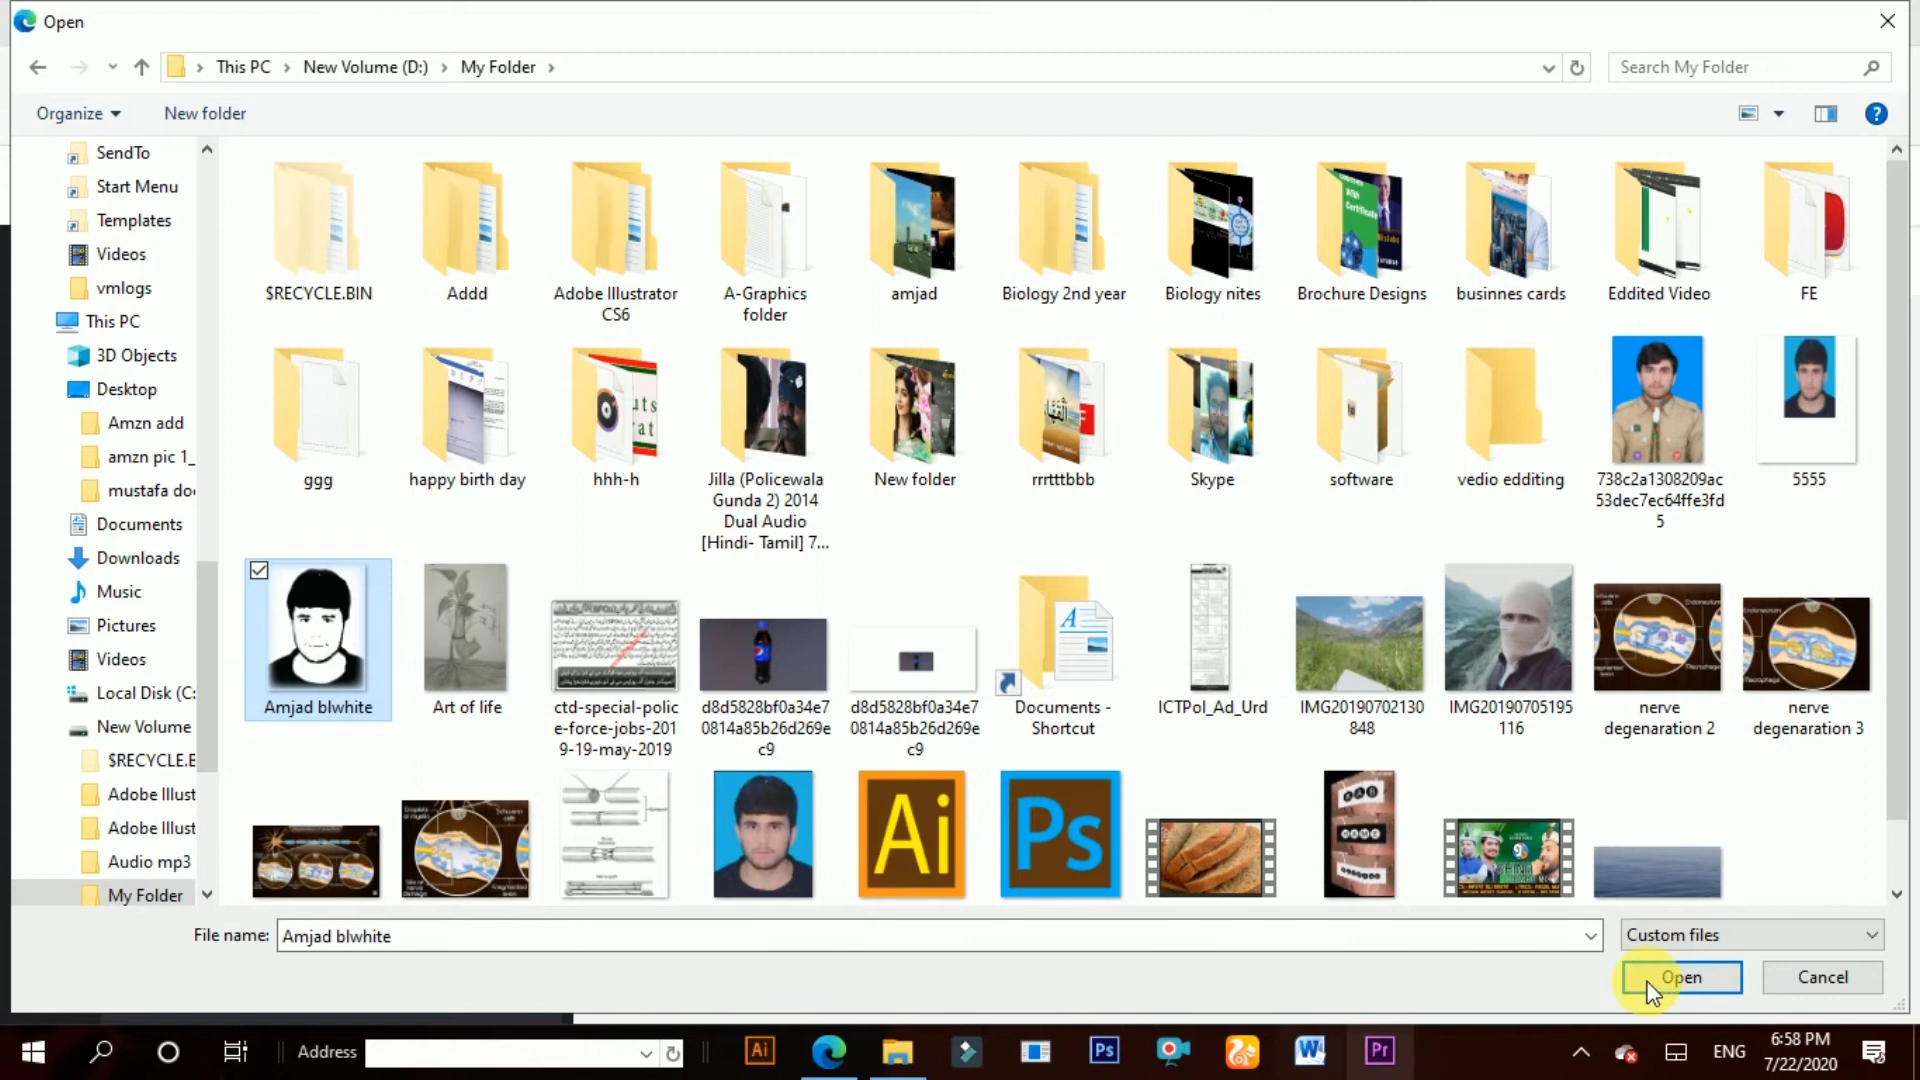 Open
This PC > New Volume (D:) > My Folder >
Search My Folder
Organize
New folder
SendTo
Start Menu
Templates
Videos
vmlogs
This PC
3D Objects
Desktop
Amzn add
amzn pic 1_
mustafa do
Documents
Downloads
Music
Pictures
Videos
Local Disk (C:
New Volume
$RECYCLE.E
Adobe Illust
Adobe Illust
Audio mp3
My Folder
$RECYCLE.BIN
Addd
Adobe Illustrator
CS6
A-Graphics
folder
amjad
Biology 2nd year
Biology nites
Brochure Designs
businnes cards
Eddited Video
FE
ggg
happy birth day
hhh-h
Jilla (Policewala
Gunda 2) 2014
Dual Audio
[Hindi- Tamil] 7...
New folder
rrrtttbbb
Skype
software
vedio edditing
738c2a1308209ac
53dec7ec64ffe3fd
5
5555
Amjad blwhite
Art of life
ctd-special-polic
e-force-jobs-201
9-19-may-2019
d8d5828bf0a34e7
0814a85b26d269e
c9
d8d5828bf0a34e7
0814a85b26d269e
c9
Documents -
Shortcut
ICTPol_Ad_Urd
IMG20190702130
848
IMG20190705195
116
nerve
degenaration 2
nerve
degenaration 3
Ai
Ps
File name:
Amjad blwhite
Custom files
Open
Cancel
Address
Ai
Ps
Pr
ENG
6:58 PM
7/22/2020